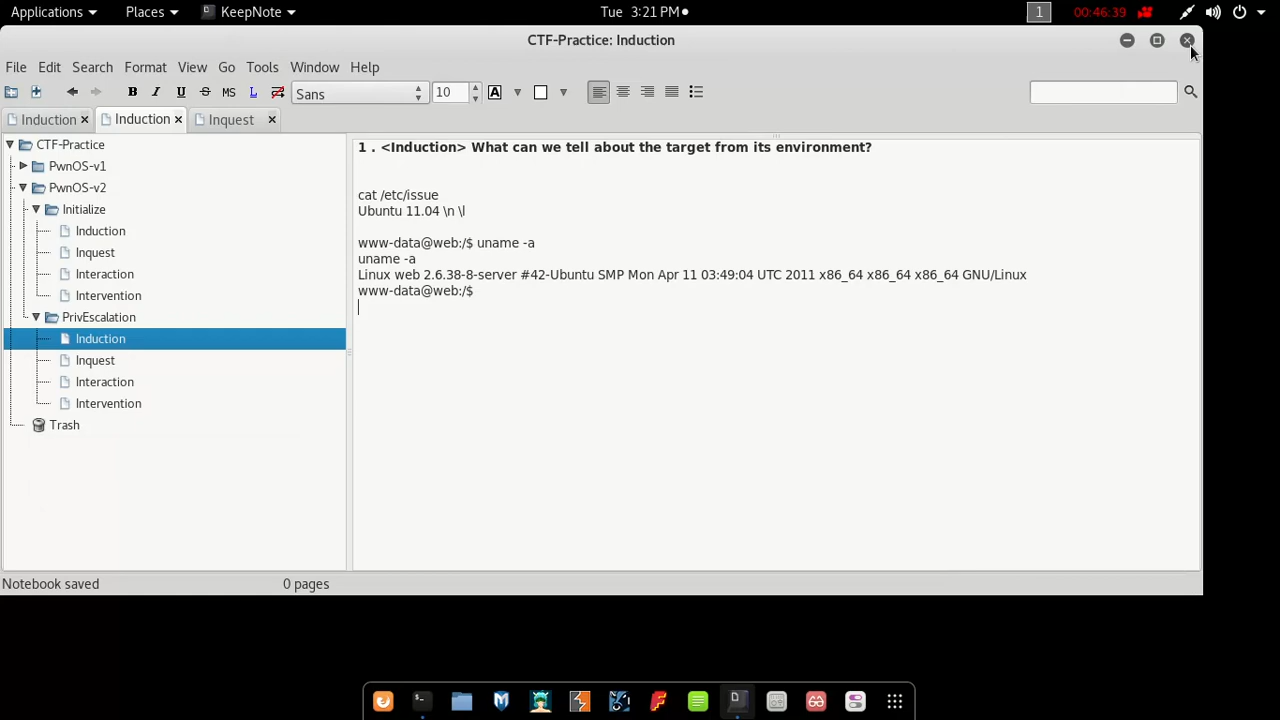 Applications Places KeepNote Tue 3:21 PM 1 00:46:39
CTF-Practice: Induction
File Edit Search Format View Go Tools Window Help
B I U S MS L Sans 10 A
Induction Induction Inquest
CTF-Practice
PwnOS-v1
PwnOS-v2
Initialize
Induction
Inquest
Interaction
Intervention
PrivEscalation
Induction
Inquest
Interaction
Intervention
Trash
1 . <Induction> What can we tell about the target from its environment?
cat /etc/issue
Ubuntu 11.04 \n \l
www-data@web:/$ uname -a
uname -a
Linux web 2.6.38-8-server #42-Ubuntu SMP Mon Apr 11 03:49:04 UTC 2011 x86_64 x86_64 x86_64 GNU/Linux
www-data@web:/$
Notebook saved 0 pages